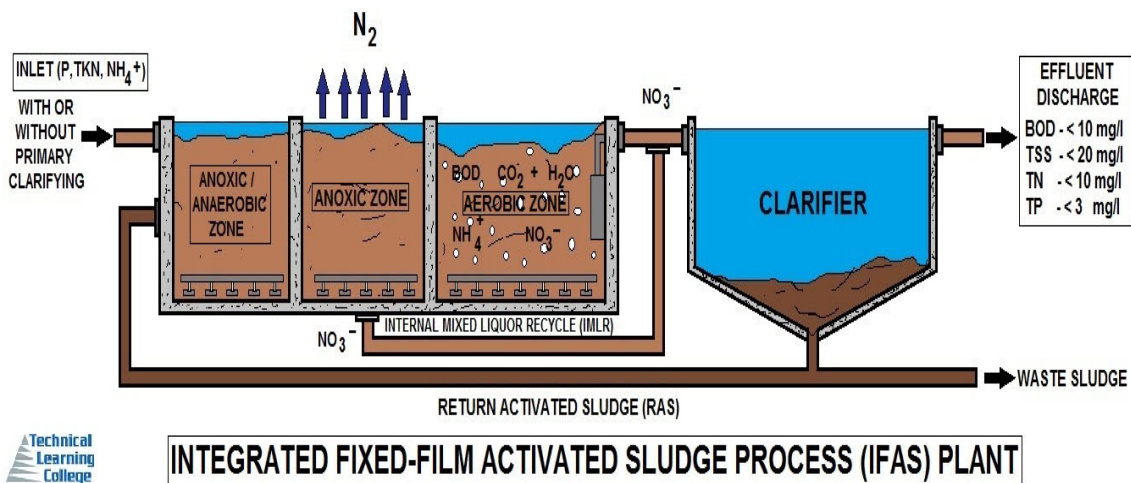 N2
INLET (P,TKN, NH4+)
WITH OR
WITHOUT
PRIMARY
CLARIFYING
ANOXIC /
ANAEROBIC
ZONE
ANOXIC ZONE
BOD CO2 + H2O
AEROBIC ZONE
NH4+ NO3-
NO3-
CLARIFIER
EFFLUENT
DISCHARGE
BOD - < 10 mg/l
TSS - < 20 mg/l
TN - < 10 mg/l
TP - < 3 mg/l
INTERNAL MIXED LIQUOR RECYCLE (IMLR)
NO3-
WASTE SLUDGE
RETURN ACTIVATED SLUDGE (RAS)
Technical
Learning
College
INTEGRATED FIXED-FILM ACTIVATED SLUDGE PROCESS (IFAS) PLANT